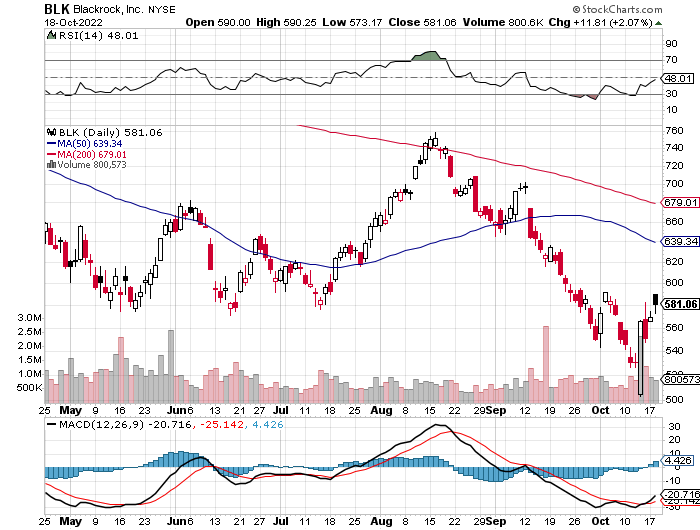 BLK Blackrock, Inc. NYSE
© StockCharts.com
18-Oct-2022 Open 590.00 High 590.25 Low 573.17 Close 581.06 Volume 800.6K Chg +11.81 (+2.07%)
RSI(14) 48.01
90
70
48.01
30
10
BLK (Daily) 581.06
MA(50) 639.34
MA(200) 679.01
Volume 800,573
760
740
720
700
679.01
660
639.34
620
600
581.06
560
540
520
800573
500
3.0M
2.5M
2.0M
1.5M
1.0M
500K
25 May 9 16 23 Jun 6 13 21 27 Jul 11 18 25 Aug 8 15 22 29 Sep 12 19 26 Oct 10 17
MACD(12,26,9) -20.716, -25.142, 4.426
30
20
10
4.426
0
-10
-20.716
-25.142
-30
25 May 9 16 23 Jun 6 13 21 27 Jul 11 18 25 Aug 8 15 22 29 Sep 12 19 26 Oct 10 17